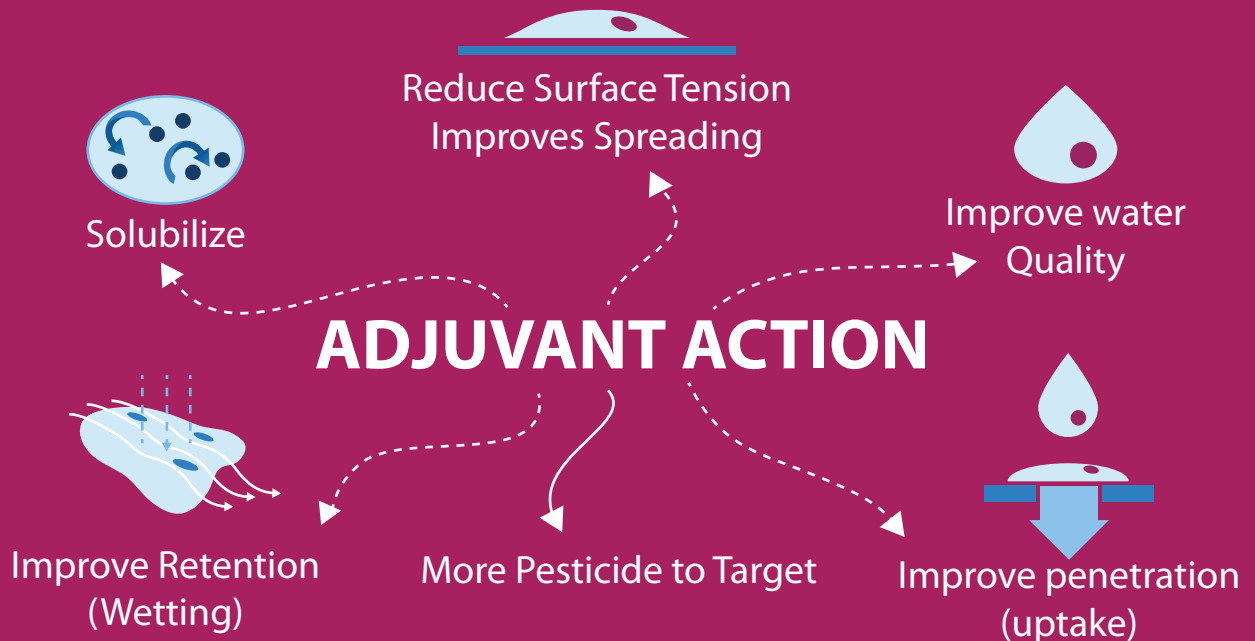 Reduce Surface Tension
Improves Spreading
Solubilize
Improve water
Quality
ADJUVANT ACTION
Improve Retention
(Wetting)
More Pesticide to Target
Improve penetration
(uptake)